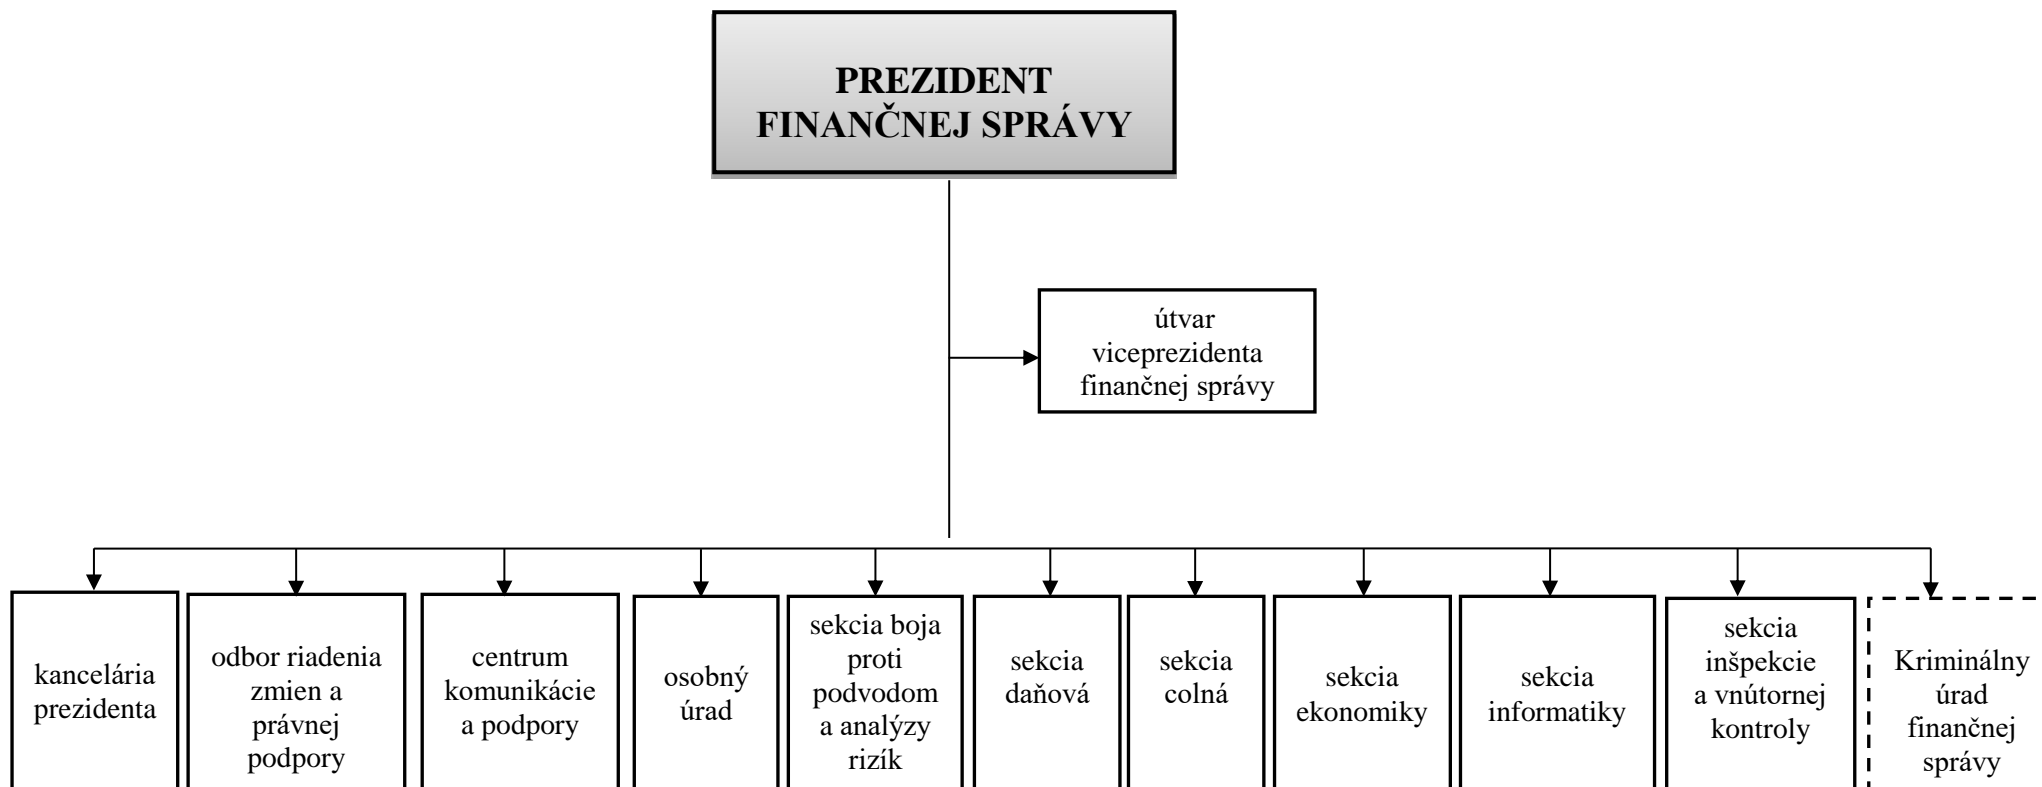 PREZIDENT
FINANČNEJ SPRÁVY
útvar
viceprezidenta
finančnej správy
kancelária
prezidenta
odbor riadenia
zmien a
právnej
podpory
centrum
komunikácie
a podpory
osobný
úrad
sekcia boja
proti
podvodom
a analýzy
rizík
sekcia
daňová
sekcia
colná
sekcia
ekonomiky
sekcia
informatiky
sekcia
inšpekcie
a vnútornej
kontroly
Kriminálny
úrad
finančnej
správy